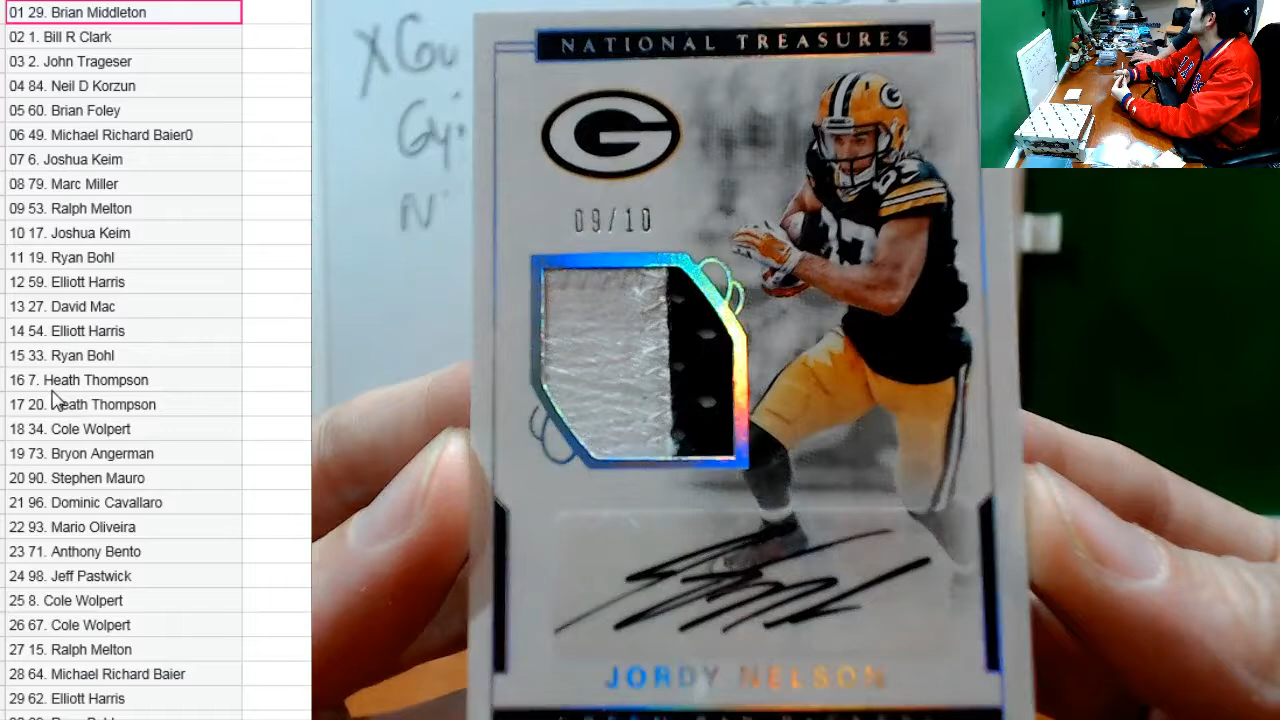 01 29. Brian Middleton
02 1. Bill R Clark
03 2. John Trageser
04 84. Neil D Korzun
05 60. Brian Foley
06 49. Michael Richard Baier0
07 6. Joshua Keim
08 79. Marc Miller
09 53. Ralph Melton
10 17. Joshua Keim
11 19. Ryan Bohl
12 59. Elliott Harris
13 27. David Mac
14 54. Elliott Harris
15 33. Ryan Bohl
16 7. Heath Thompson
17 20. Heath Thompson
18 34. Cole Wolpert
19 73. Bryon Angerman
20 90. Stephen Mauro
21 96. Dominic Cavallaro
22 93. Mario Oliveira
23 71. Anthony Bento
24 98. Jeff Pastwick
25 8. Cole Wolpert
26 67. Cole Wolpert
27 15. Ralph Melton
28 64. Michael Richard Baier
29 62. Elliott Harris
NATIONAL TREASURES
G
G
87
09/10
JORDY NELSON